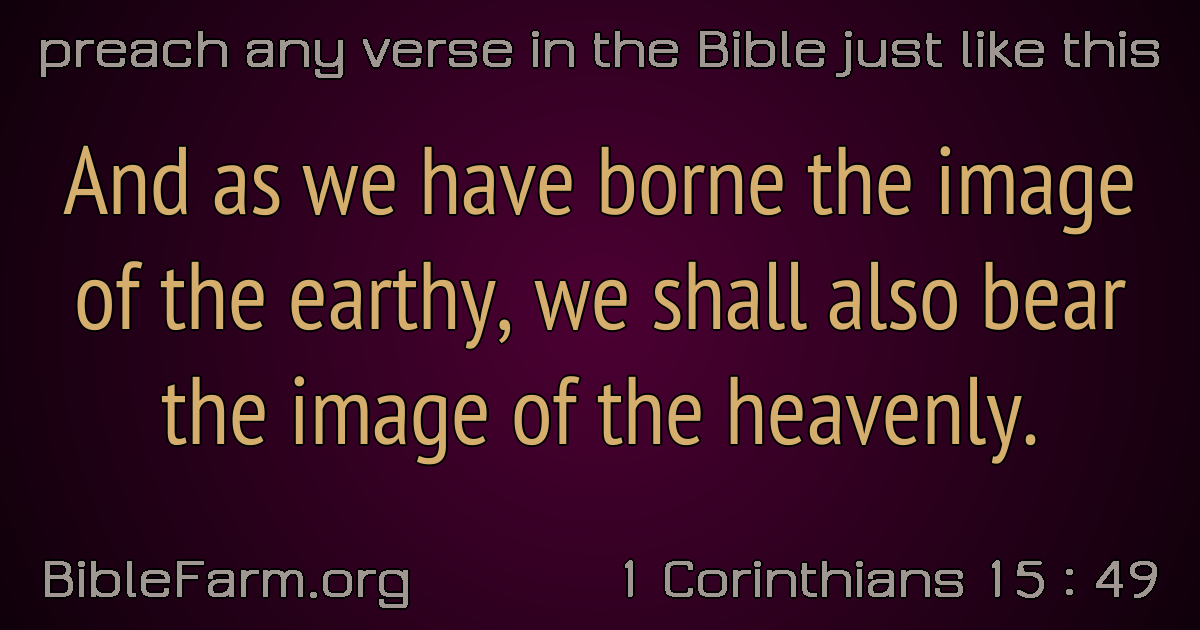 preach any verse in the Bible just like this
And as we have borne the image
of the earthy, we shall also bear
the image of the heavenly.
BibleFarm.org 1 Corinthians 15 : 49